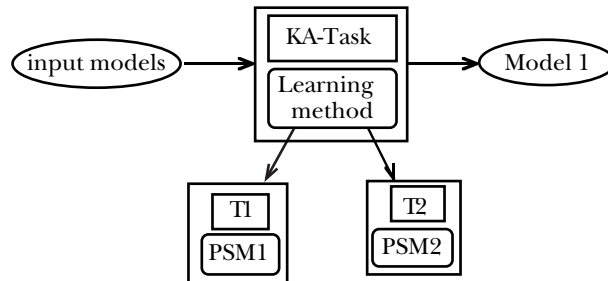 KA-Task
input models
Learning
method
Model 1
T1
PSM1
T2
PSM2